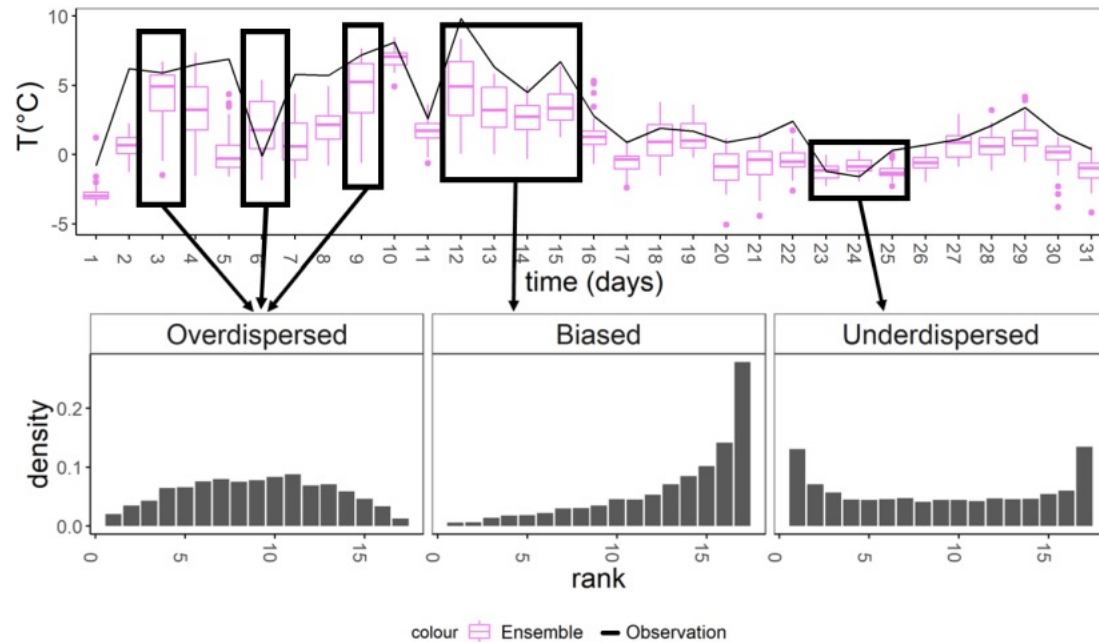 10
5
0
-5
T(°C)
1 2 3 4 5 6 7 8 9 10 11 12 13 14 15 16 17 18 19 20 21 22 23 24 25 26 27 28 29 30 31
time (days)
Overdispersed Biased Underdispersed
density
0.2
0.1
0.0
0 5 10 15 0 5 10 15 0 5 10 15
rank
colour Ensemble Observation